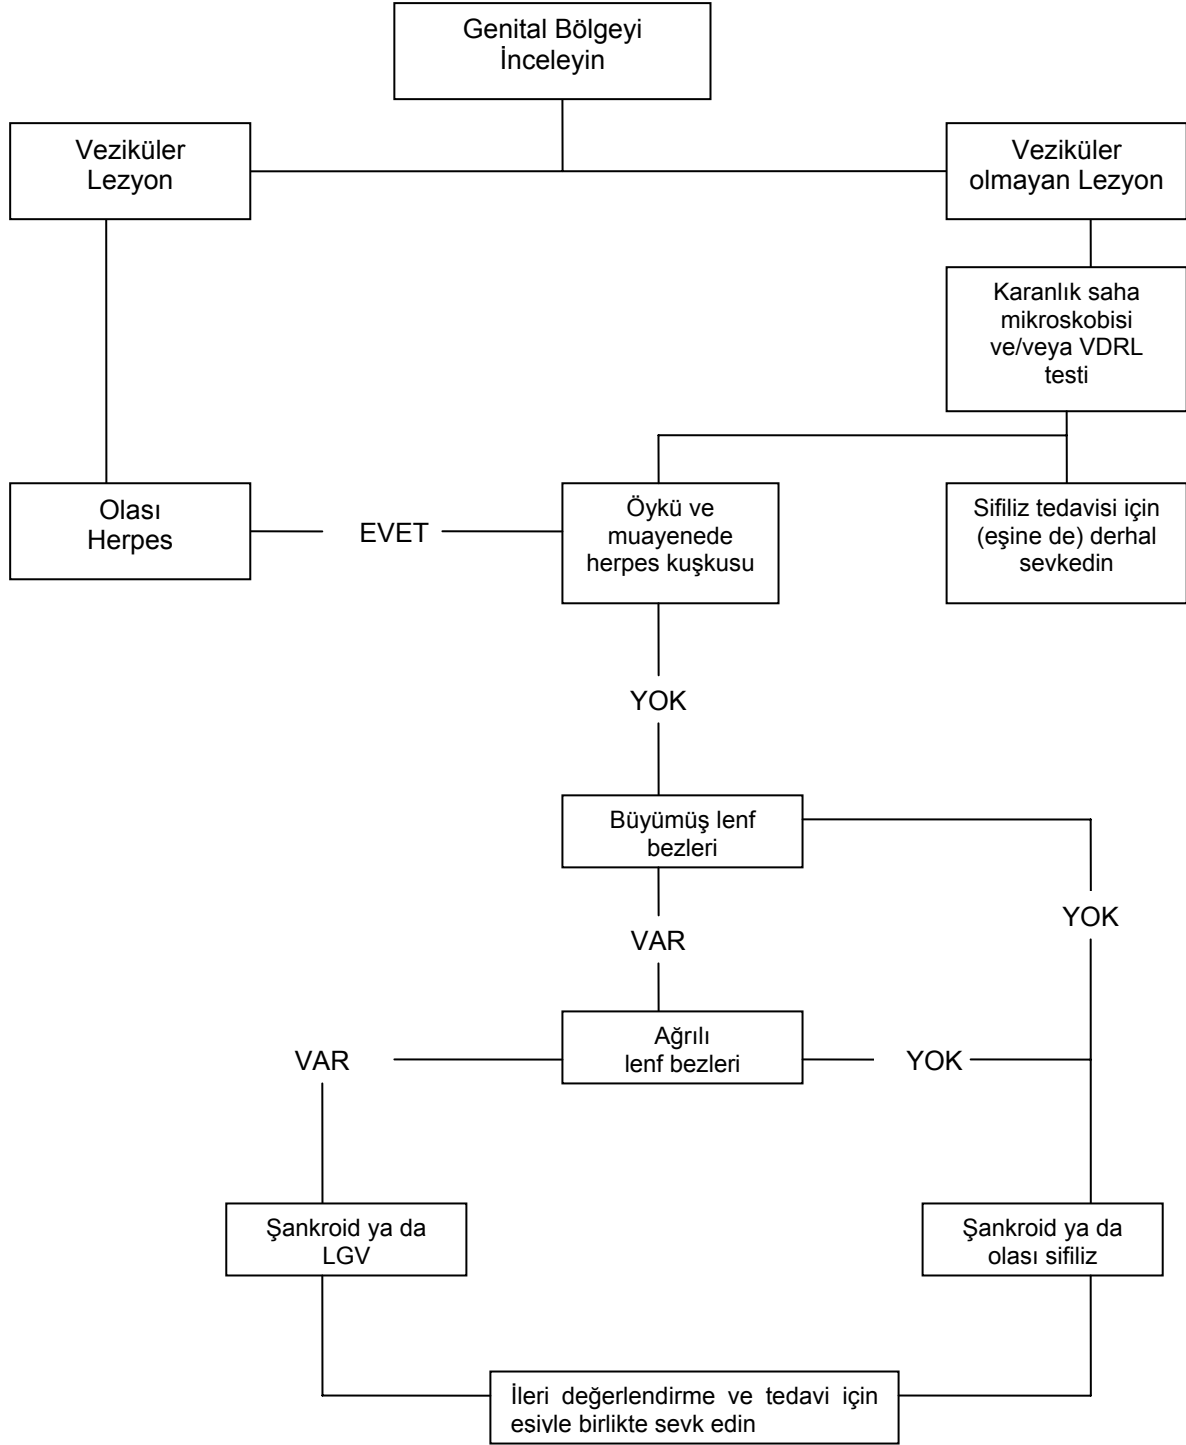 Genital Bölgeyi
İnceleyin
Veziküler
Lezyon
Veziküler
olmayan Lezyon
Karanlık saha
mikroskobisi
ve/veya VDRL
testi
Olası
Herpes
EVET
Öykü ve
muayenede
herpes kuşkusu
Sifiliz tedavisi için
(eşine de) derhal
sevkedin
YOK
Büyümüş lenf
bezleri
YOK
VAR
Ağrılı
lenf bezleri
VAR
YOK
Şankroid ya da
LGV
Şankroid ya da
olası sifiliz
İleri değerlendirme ve tedavi için
eşiyle birlikte sevk edin